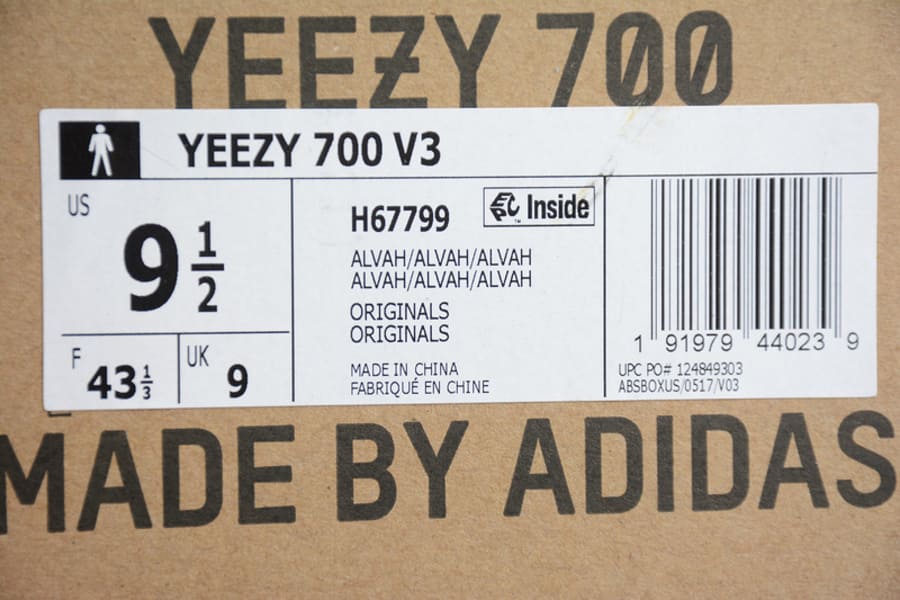 YEEZY 700
YEEZY 700 V3
US
9 1/2
F
43 1/3
UK
9
H67799
EPC Inside
™
ALVAH/ALVAH/ALVAH
ALVAH/ALVAH/ALVAH
ORIGINALS
ORIGINALS
MADE IN CHINA
FABRIQUÉ EN CHINE
1 91979 44023 9
UPC PO# 124849303
ABSBOXUS/0517/V03
MADE BY ADIDAS